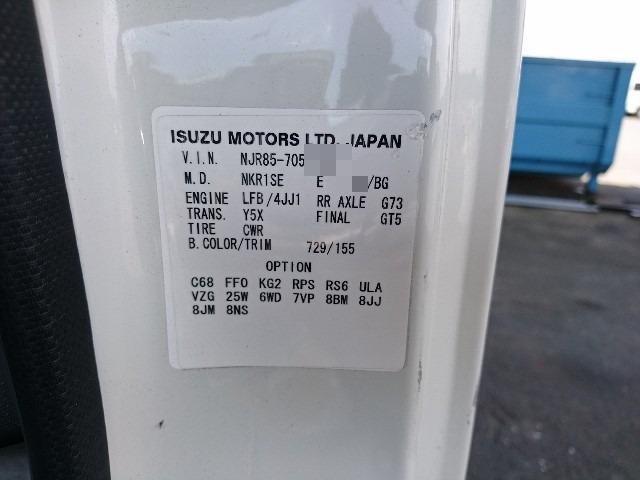 ISUZU MOTORS LTD. JAPAN
V.I.N. NJR85-705
M.D. NKR1SE E /BG
ENGINE LFB/4JJ1 RR AXLE G73
TRANS. Y5X FINAL GT5
TIRE CWR
B.COLOR/TRIM 729/155
OPTION
C68 FF0 KG2 RPS RS6 ULA
VZG 25W 6WD 7VP 8BM 8JJ
8JM 8NS